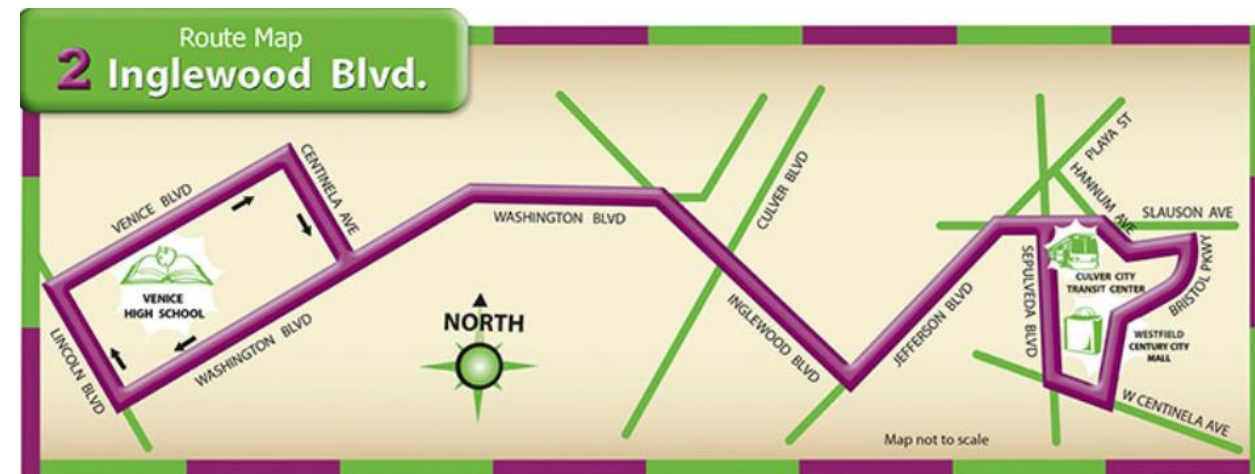 Route Map
2 Inglewood Blvd.
VENICE BLVD
CENTINELA AVE
VENICE
HIGH SCHOOL
LINCOLN BLVD
WASHINGTON BLVD
WASHINGTON BLVD
NORTH
CULVER BLVD
INGLEWOOD BLVD
JEFFERSON BLVD
PLAYA ST
HANNUM AVE
SLAUSON AVE
SEPULVEDA BLVD
CULVER CITY
TRANSIT CENTER
BRISTOL PKWY
WESTFIELD
CENTURY CITY
MALL
W CENTINELA AVE
Map not to scale